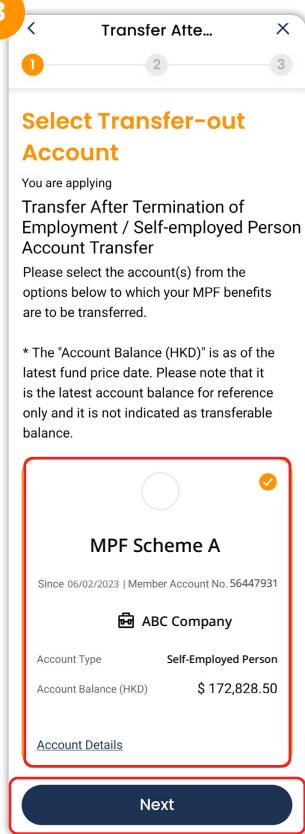 3
Transfer Atte...
1 2 3
Select Transfer-out
Account
You are applying
Transfer After Termination of
Employment / Self-employed Person
Account Transfer
Please select the account(s) from the
options below to which your MPF benefits
are to be transferred.
* The "Account Balance (HKD)" is as of the
latest fund price date. Please note that it
is the latest account balance for reference
only and it is not indicated as transferable
balance.
MPF Scheme A
Since 06/02/2023 | Member Account No. 56447931
ABC Company
Account Type Self-Employed Person
Account Balance (HKD) $ 172,828.50
Account Details
Next